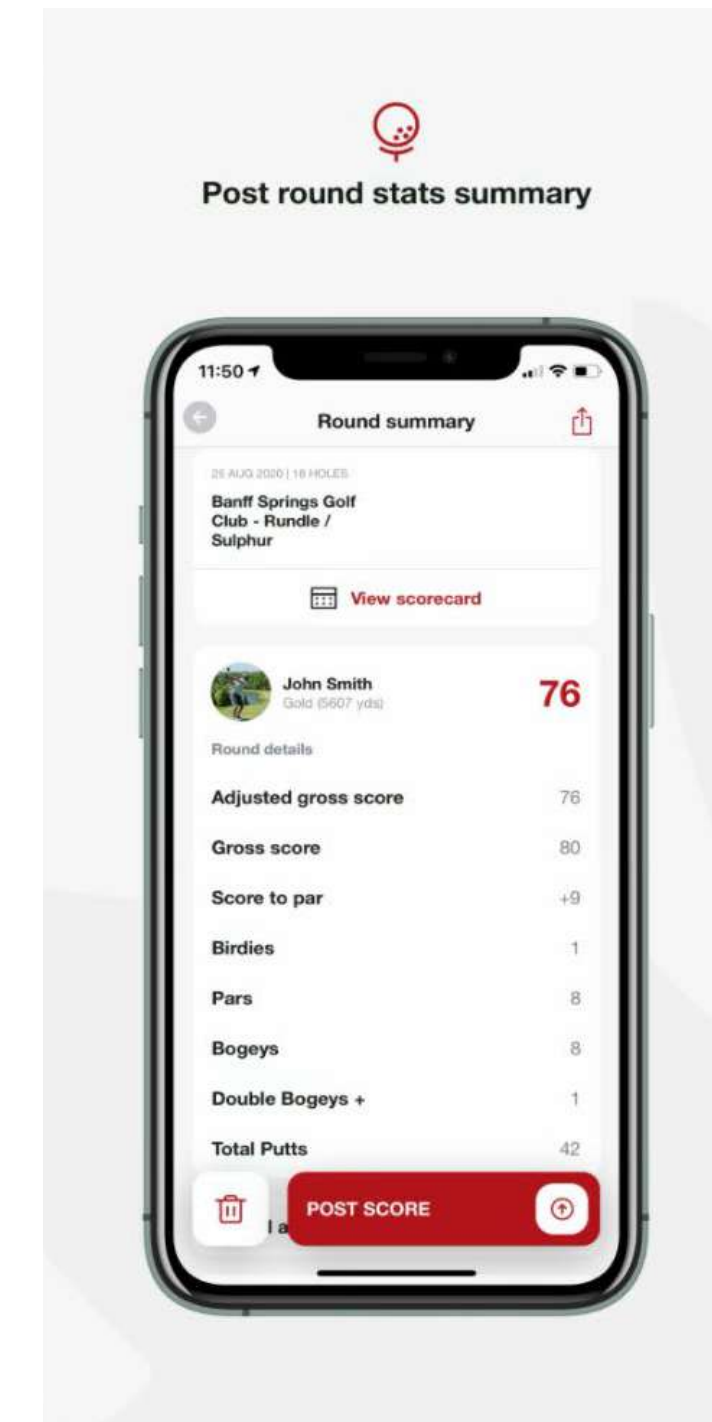 Post round stats summary
11:50
Round summary
26 AUG 2020 | 18 HOLES
Banff Springs Golf
Club - Rundle /
Sulphur
View scorecard
John Smith
76
Gold (5607 yds)
Round details
Adjusted gross score 76
Gross score 80
Score to par +9
Birdies 1
Pars 8
Bogeys 8
Double Bogeys + 1
Total Putts 42
POST SCORE